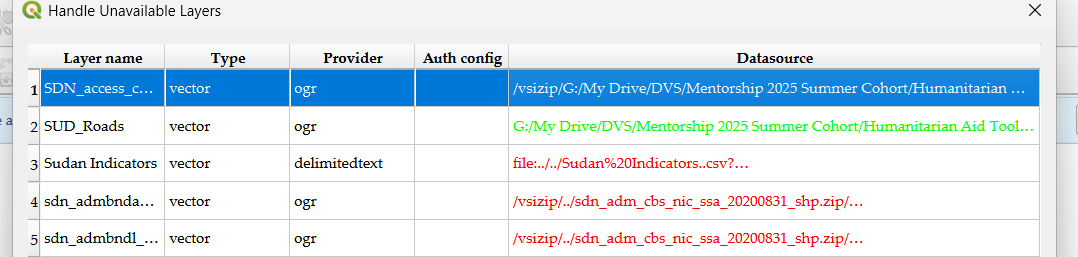 Handle Unavailable Layers
Layer name Type Provider Auth config Datasource
1 SDN_access_c... vector ogr /vsizip/G:/My Drive/DVS/Mentorship 2025 Summer Cohort/Humanitarian ...
2 SUD_Roads vector ogr G:/My Drive/DVS/Mentorship 2025 Summer Cohort/Humanitarian Aid Tool...
3 Sudan Indicators vector delimitedtext file:../../Sudan%20Indicators..csv?...
4 sdn_admbnda... vector ogr /vsizip/../sdn_adm_cbs_nic_ssa_20200831_shp.zip/...
5 sdn_admbndl_... vector ogr /vsizip/../sdn_adm_cbs_nic_ssa_20200831_shp.zip/...